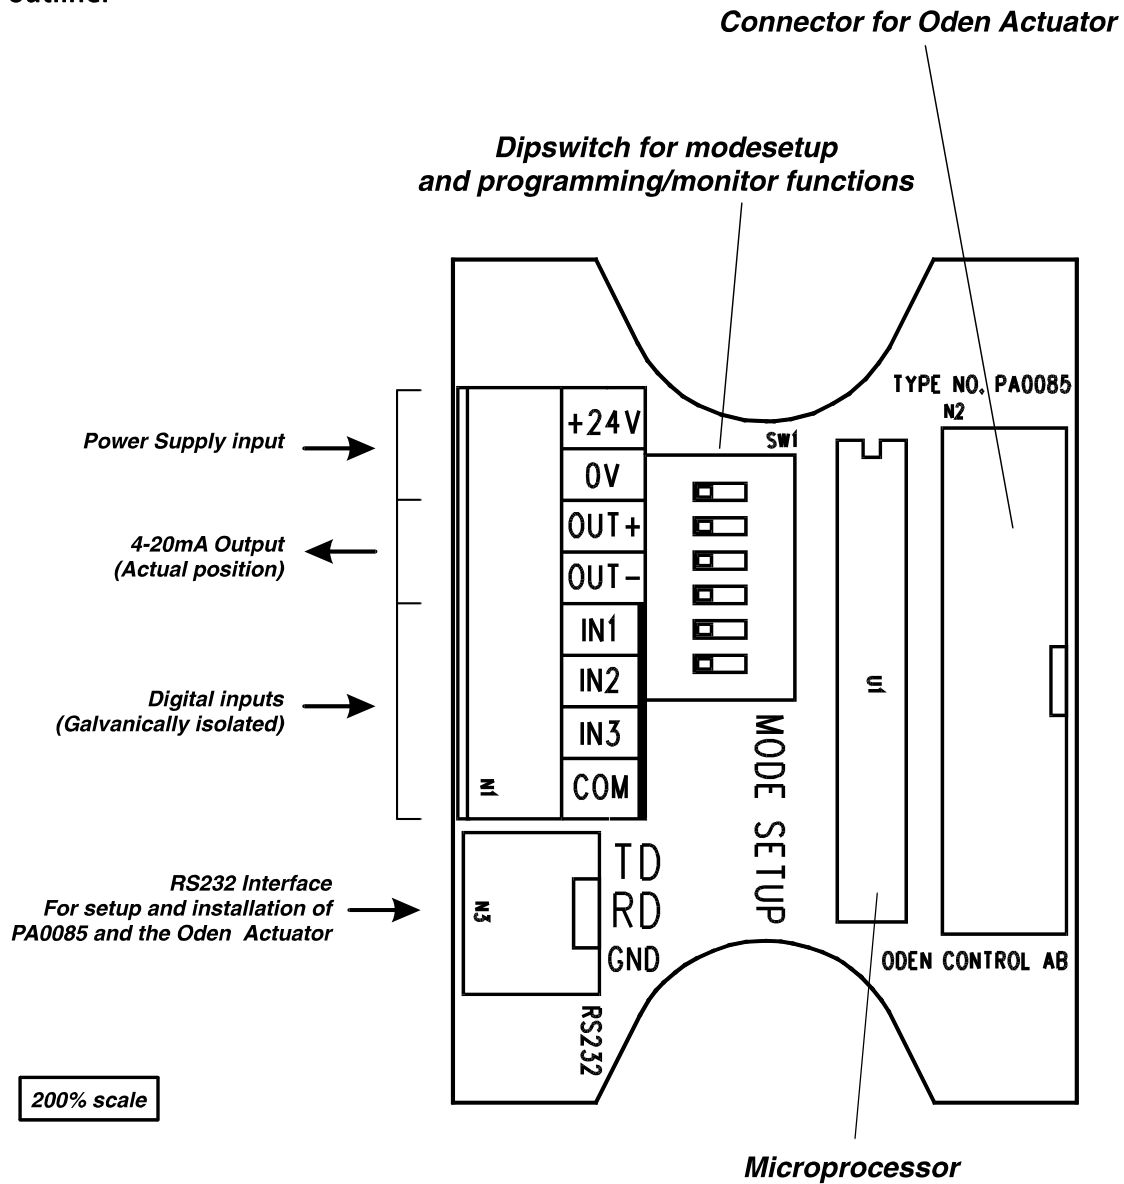 Connector for Oden Actuator
Dipswitch for modesetup
and programming/monitor functions
TYPE NO. PA0085
N2
SW1
Power Supply input
+24V
0V
4-20mA Output
(Actual position)
OUT+
OUT-
Digital inputs
(Galvanically isolated)
IN1
IN2
IN3
COM
N1
U1
MODE SETUP
RS232 Interface
For setup and installation of
PA0085 and the Oden Actuator
N3
TD
RD
GND
RS232
ODEN CONTROL AB
200% scale
Microprocessor